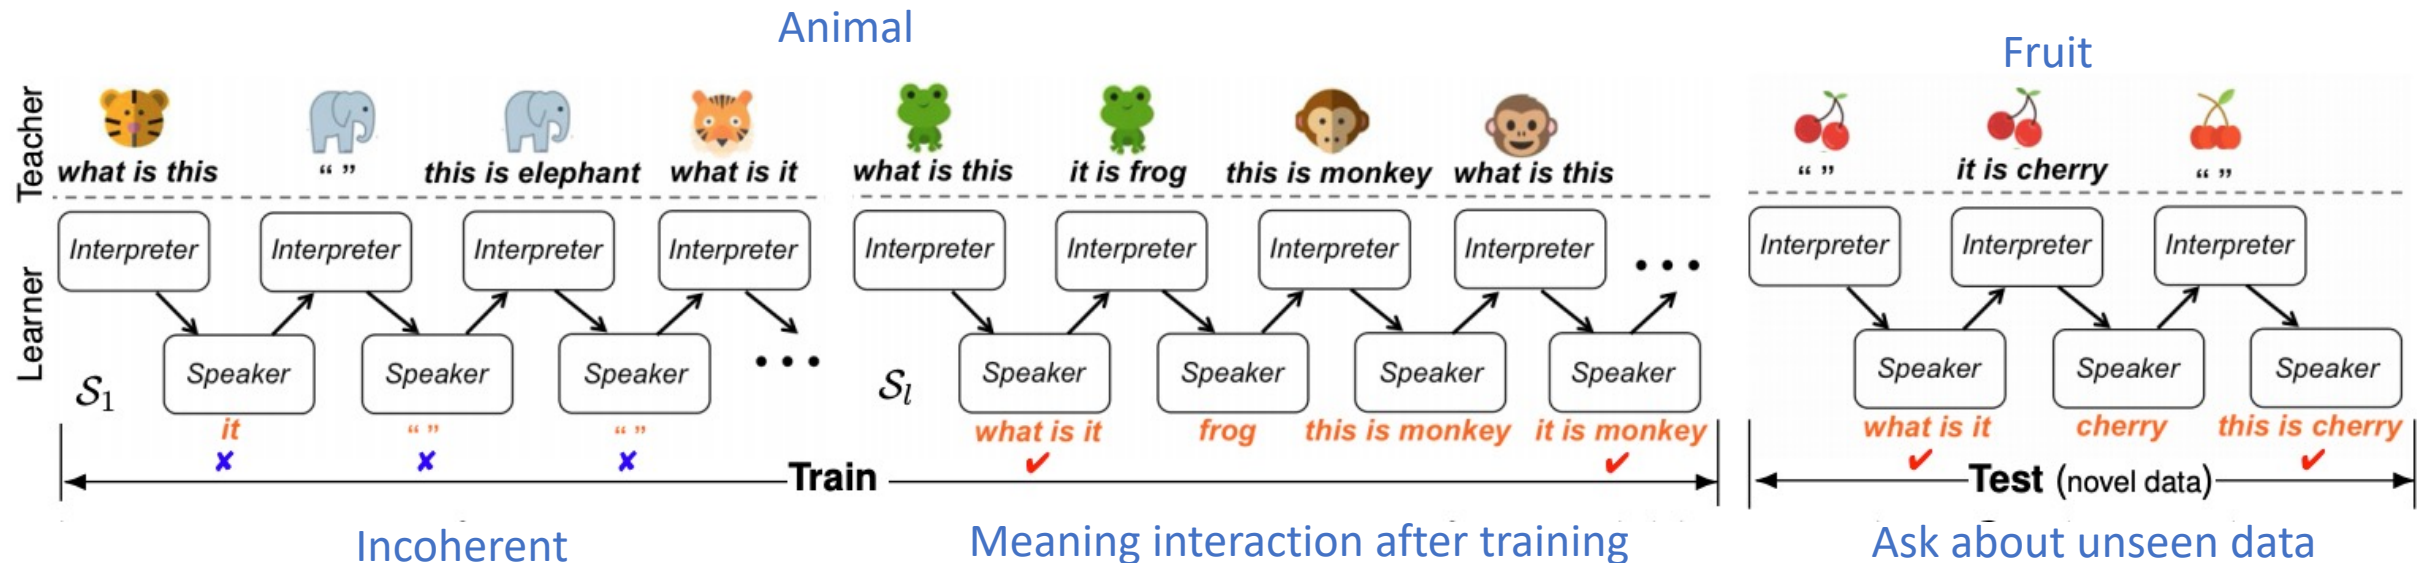 Animal
Fruit
Teacher
what is this
“ ”
this is elephant
what is it
what is this
it is frog
this is monkey
what is this
“ ”
it is cherry
“ ”
Learner
Interpreter
Interpreter
Interpreter
Interpreter
Interpreter
Interpreter
Interpreter
Interpreter
• • •
Interpreter
Interpreter
Interpreter
S1
Speaker
Speaker
Speaker
• • •
Sl
Speaker
Speaker
Speaker
Speaker
Speaker
Speaker
Speaker
it
“ ”
“ ”
what is it
frog
this is monkey
it is monkey
what is it
cherry
this is cherry
✘
✘
✘
✔
✔
✔
✔
Train
Test (novel data)
Incoherent
Meaning interaction after training
Ask about unseen data